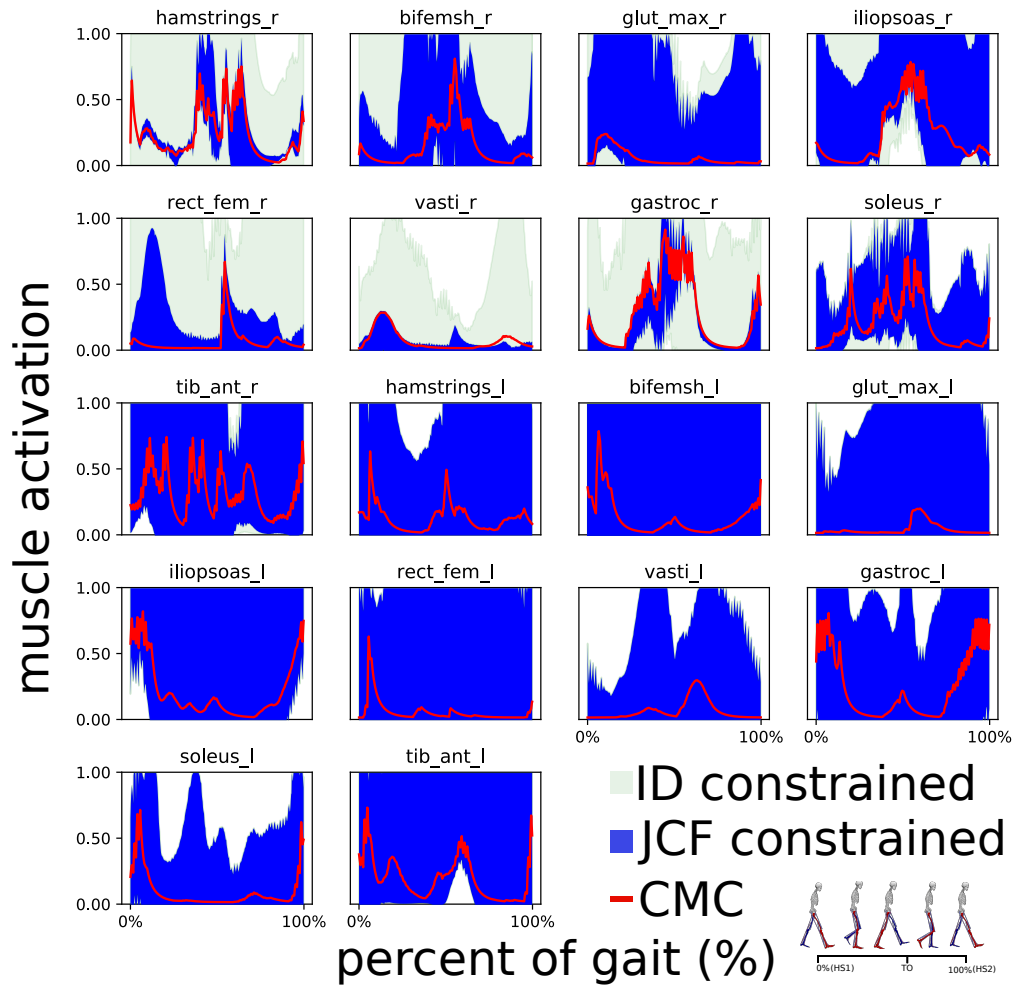 hamstrings_r bifemsh_r glut_max_r iliopsoas_r
1.00
0.50
0.00
rect_fem_r vasti_r gastroc_r soleus_r
1.00
0.50
0.00
tib_ant_r hamstrings_l bifemsh_l glut_max_l
1.00
0.50
0.00
muscle activation
iliopsoas_l rect_fem_l vasti_l gastroc_l
1.00
0.50
0.00
0% 100% 0% 100%
soleus_l tib_ant_l
1.00
0.50
0.00
0% 100% 0% 100%
percent of gait (%)
ID constrained
JCF constrained
CMC
0%(HS1) TO 100%(HS2)